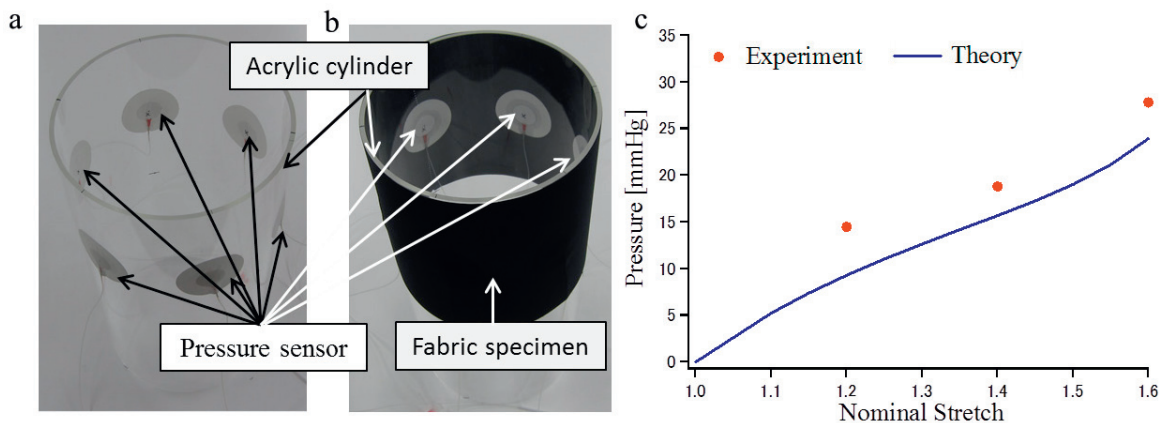 a
b
c
Acrylic cylinder
Pressure sensor
Fabric specimen
Experiment
Theory
Pressure [mmHg]
35
30
25
20
15
10
5
0
1.0 1.1 1.2 1.3 1.4 1.5 1.6
Nominal Stretch